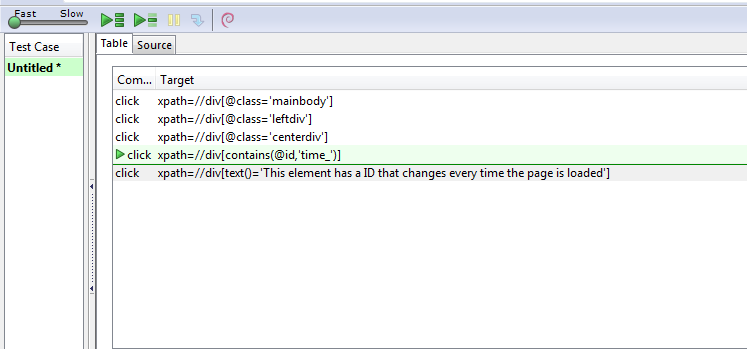 Fast Slow
Test Case
Untitled *
Table Source
Com... Target
click xpath=//div[@class='mainbody']
click xpath=//div[@class='leftdiv']
click xpath=//div[@class='centerdiv']
click xpath=//div[contains(@id,'time_')]
click xpath=//div[text()='This element has a ID that changes every time the page is loaded']